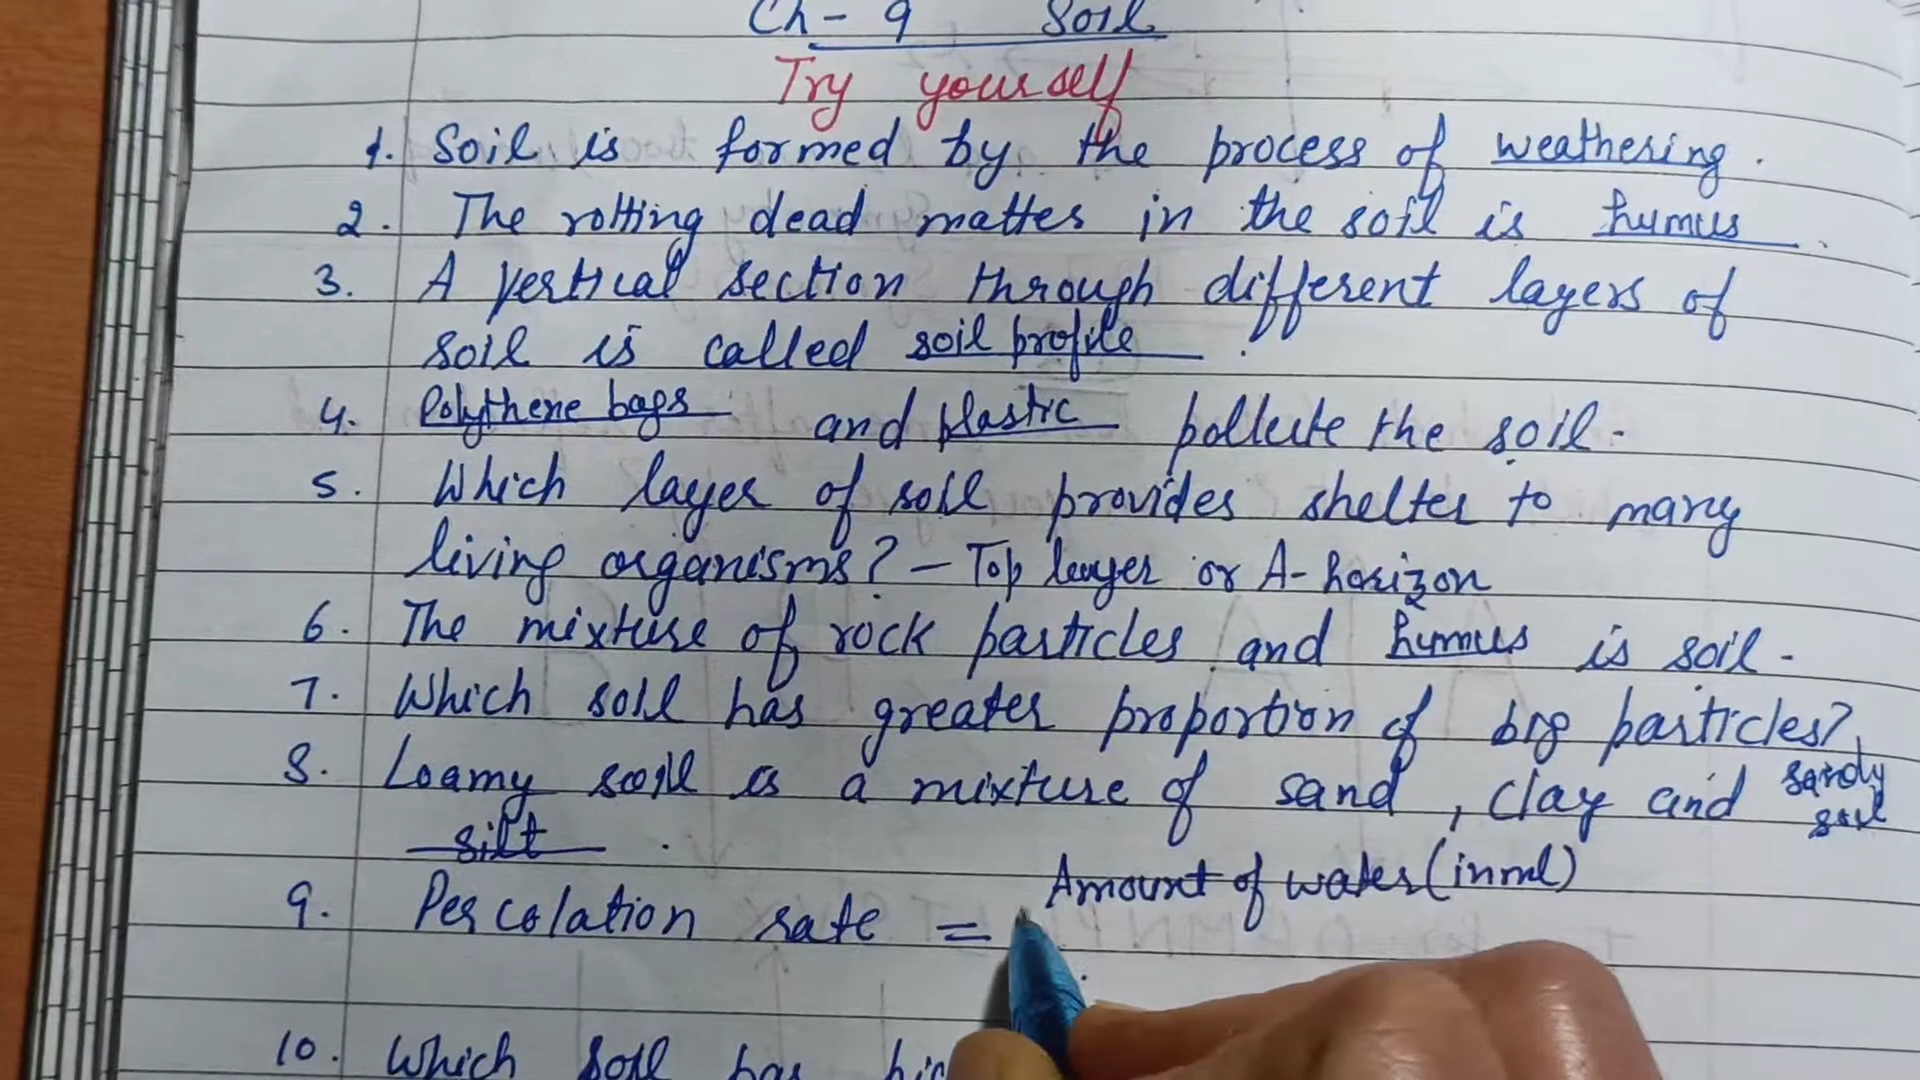 Ch - 9 Soil
Try yourself
1. Soil is formed by the process of weathering.
2. The rotting dead matter in the soil is humus.
3. A vertical section through different layers of
soil is called soil profile.
4. Polythene bags and plastic pollute the soil.
5. Which layer of soil provides shelter to many
living organisms? - Top layer or A-horizon
6. The mixture of rock particles and humus is soil.
7. Which soil has greater proportion of big particles?
sandy soil
8. Loamy soil is a mixture of sand, clay and
silt.
9. Percolation rate = Amount of water (in ml)
10. Which soil has